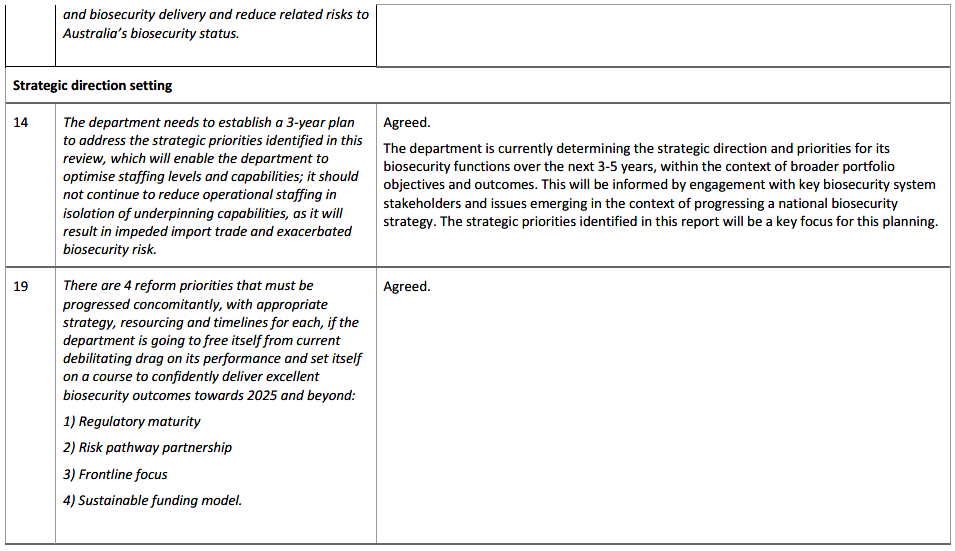 and biosecurity delivery and reduce related risks to
Australia's biosecurity status.
Strategic direction setting
14
The department needs to establish a 3-year plan
to address the strategic priorities identified in this
review, which will enable the department to
optimise staffing levels and capabilities; it should
not continue to reduce operational staffing in
isolation of underpinning capabilities, as it will
result in impeded import trade and exacerbated
biosecurity risk.
Agreed.
The department is currently determining the strategic direction and priorities for its
biosecurity functions over the next 3-5 years, within the context of broader portfolio
objectives and outcomes. This will be informed by engagement with key biosecurity system
stakeholders and issues emerging in the context of progressing a national biosecurity
strategy. The strategic priorities identified in this report will be a key focus for this planning.
19
There are 4 reform priorities that must be
progressed concomitantly, with appropriate
strategy, resourcing and timelines for each, if the
department is going to free itself from current
debilitating drag on its performance and set itself
on a course to confidently deliver excellent
biosecurity outcomes towards 2025 and beyond:
1) Regulatory maturity
2) Risk pathway partnership
3) Frontline focus
4) Sustainable funding model.
Agreed.